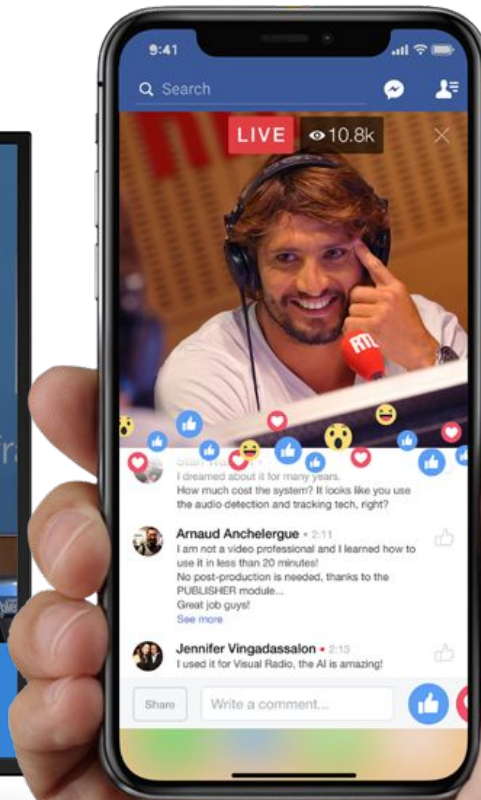 9:41
Search
LIVE 10.8k
RTL
I dreamed about it for many years.
How much cost the system? It looks like you use
the audio detection and tracking tech, right?
Arnaud Anchelergue • 2:11
I am not a video professional and I learned how to
use it in less than 20 minutes!
No post-production is needed, thanks to the
PUBLISHER module...
Great job guys!
See more
Jennifer Vingadassalon • 2:13
I used it for Visual Radio, the AI is amazing!
Share
Write a comment...